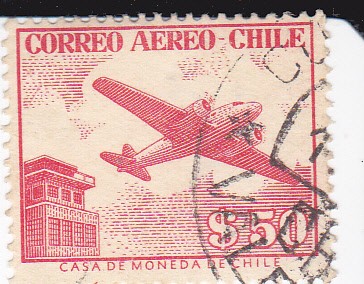 CORREO AEREO-CHILE
$50
CASA DE MONEDA DE CHILE